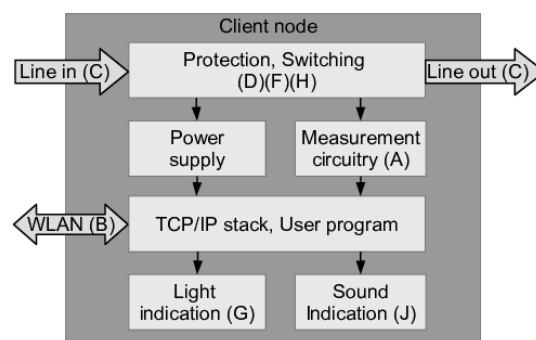 Client node
Line in (C)
Protection, Switching
(D)(F)(H)
Line out (C)
Power
supply
Measurement
circuitry (A)
WLAN (B)
TCP/IP stack, User program
Light
indication (G)
Sound
Indication (J)